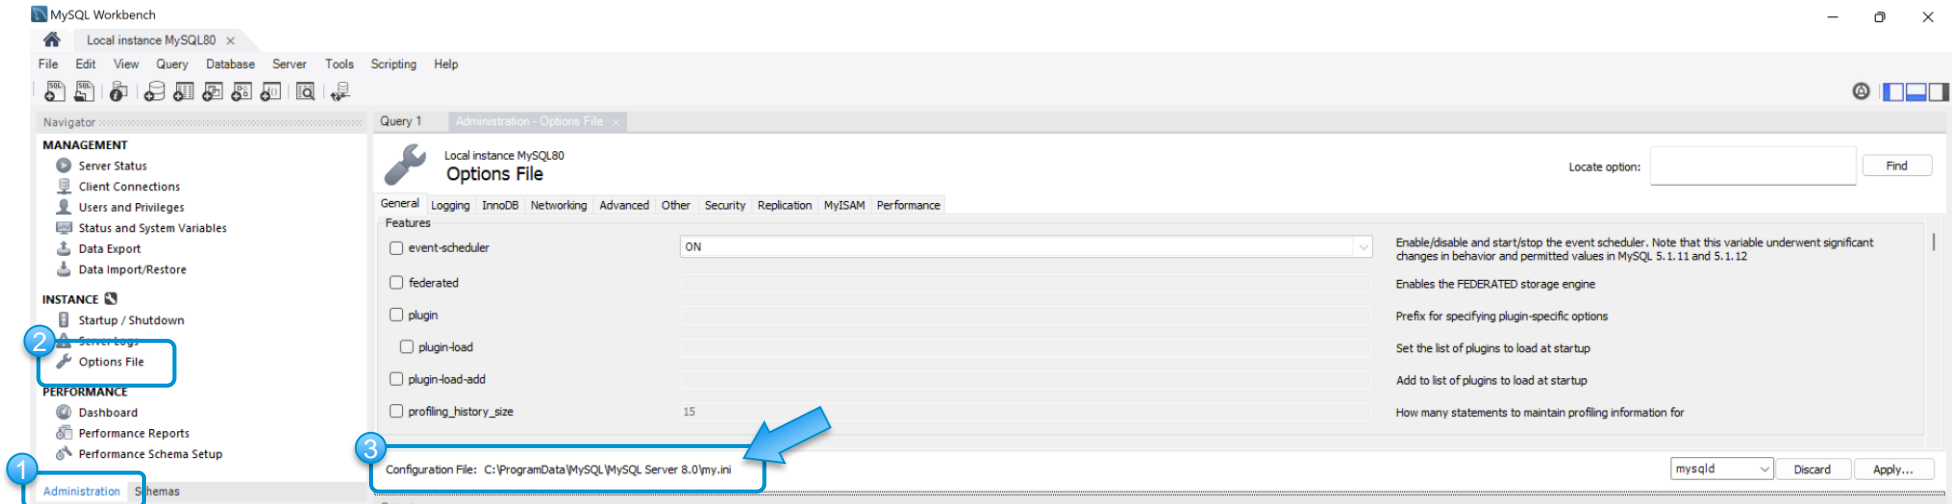 MySQL Workbench
Local instance MySQL80 ×
File Edit View Query Database Server Tools Scripting Help
Navigator
Query 1
Administration - Options File ×
MANAGEMENT
Server Status
Client Connections
Users and Privileges
Status and System Variables
Data Export
Data Import/Restore
INSTANCE
Startup / Shutdown
2
Server Logs
Options File
PERFORMANCE
Dashboard
Performance Reports
Performance Schema Setup
1
Administration Schemas
Local instance MySQL80
Options File
Locate option:
Find
General Logging InnoDB Networking Advanced Other Security Replication MyISAM Performance
Features
event-scheduler
ON
Enable/disable and start/stop the event scheduler. Note that this variable underwent significant
changes in behavior and permitted values in MySQL 5.1.11 and 5.1.12
federated
Enables the FEDERATED storage engine
plugin
Prefix for specifying plugin-specific options
plugin-load
Set the list of plugins to load at startup
plugin-load-add
Add to list of plugins to load at startup
profiling_history_size
15
How many statements to maintain profiling information for
3
Configuration File: C:\ProgramData\MySQL\MySQL Server 8.0\my.ini
mysqld
Discard
Apply...